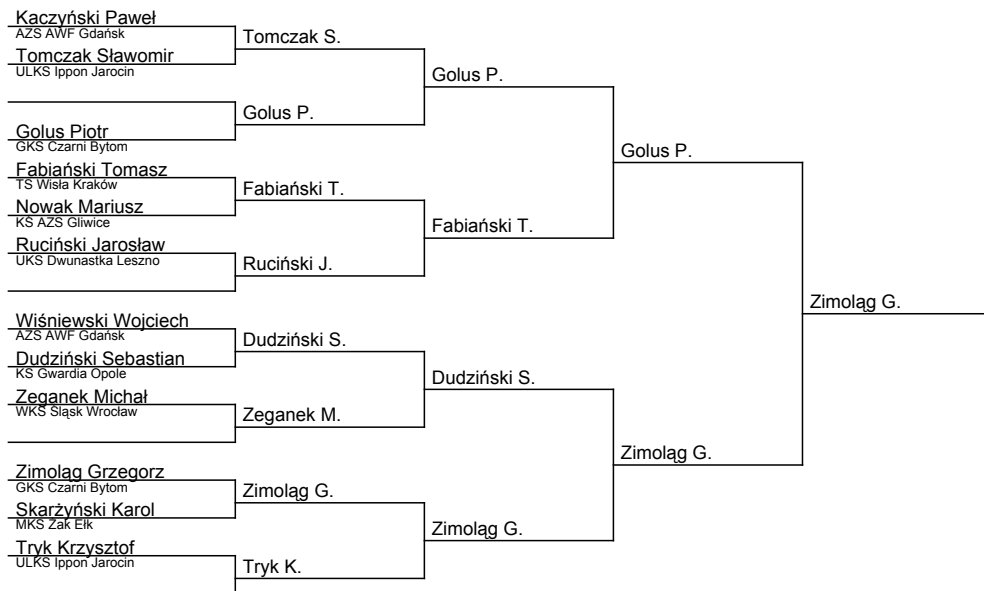 Kaczyński Paweł
AZS AWF Gdańsk
Tomczak S.
Tomczak Sławomir
ULKS Ippon Jarocin
Golus P.
Golus P.
Golus Piotr
GKS Czarni Bytom
Golus P.
Fabiański Tomasz
TS Wisła Kraków
Fabiański T.
Nowak Mariusz
KS AZS Gliwice
Fabiański T.
Ruciński Jarosław
UKS Dwunastka Leszno
Ruciński J.
Zimoląg G.
Wiśniewski Wojciech
AZS AWF Gdańsk
Dudziński S.
Dudziński Sebastian
KS Gwardia Opole
Dudziński S.
Zeganek Michał
WKS Śląsk Wrocław
Zeganek M.
Zimoląg G.
Zimoląg Grzegorz
GKS Czarni Bytom
Zimoląg G.
Skarżyński Karol
MKS Żak Ełk
Zimoląg G.
Tryk Krzysztof
ULKS Ippon Jarocin
Tryk K.